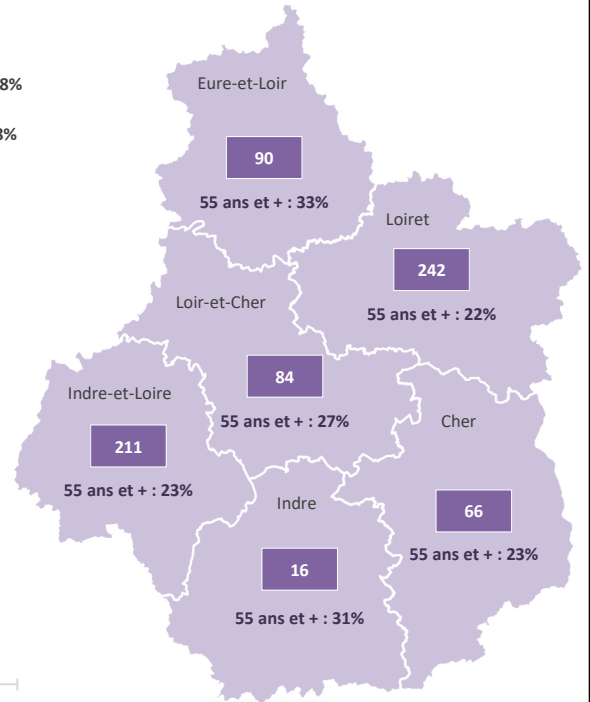 8%
Eure-et-Loir
90
55 ans et + : 33%
Loiret
242
55 ans et + : 22%
Loir-et-Cher
84
55 ans et + : 27%
Indre-et-Loire
211
55 ans et + : 23%
Cher
66
55 ans et + : 23%
Indre
16
55 ans et + : 31%